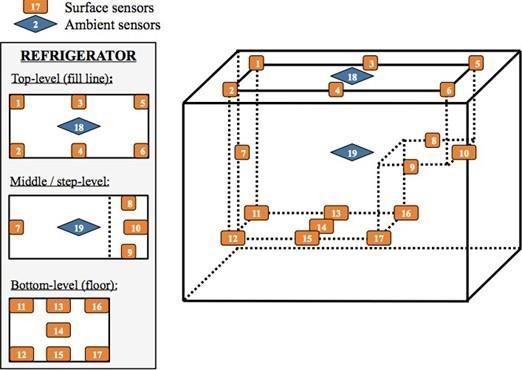 17 Surface sensors
2 Ambient sensors
REFRIGERATOR
Top-level (fill line):
1 3 5
18
2 4 6
Middle / step-level:
8
7 19 10
9
Bottom-level (floor):
11 13 16
14
12 15 17
1 3 5
18
2 4 6
8
7 19 10
9
11 13 16
14
12 15 17